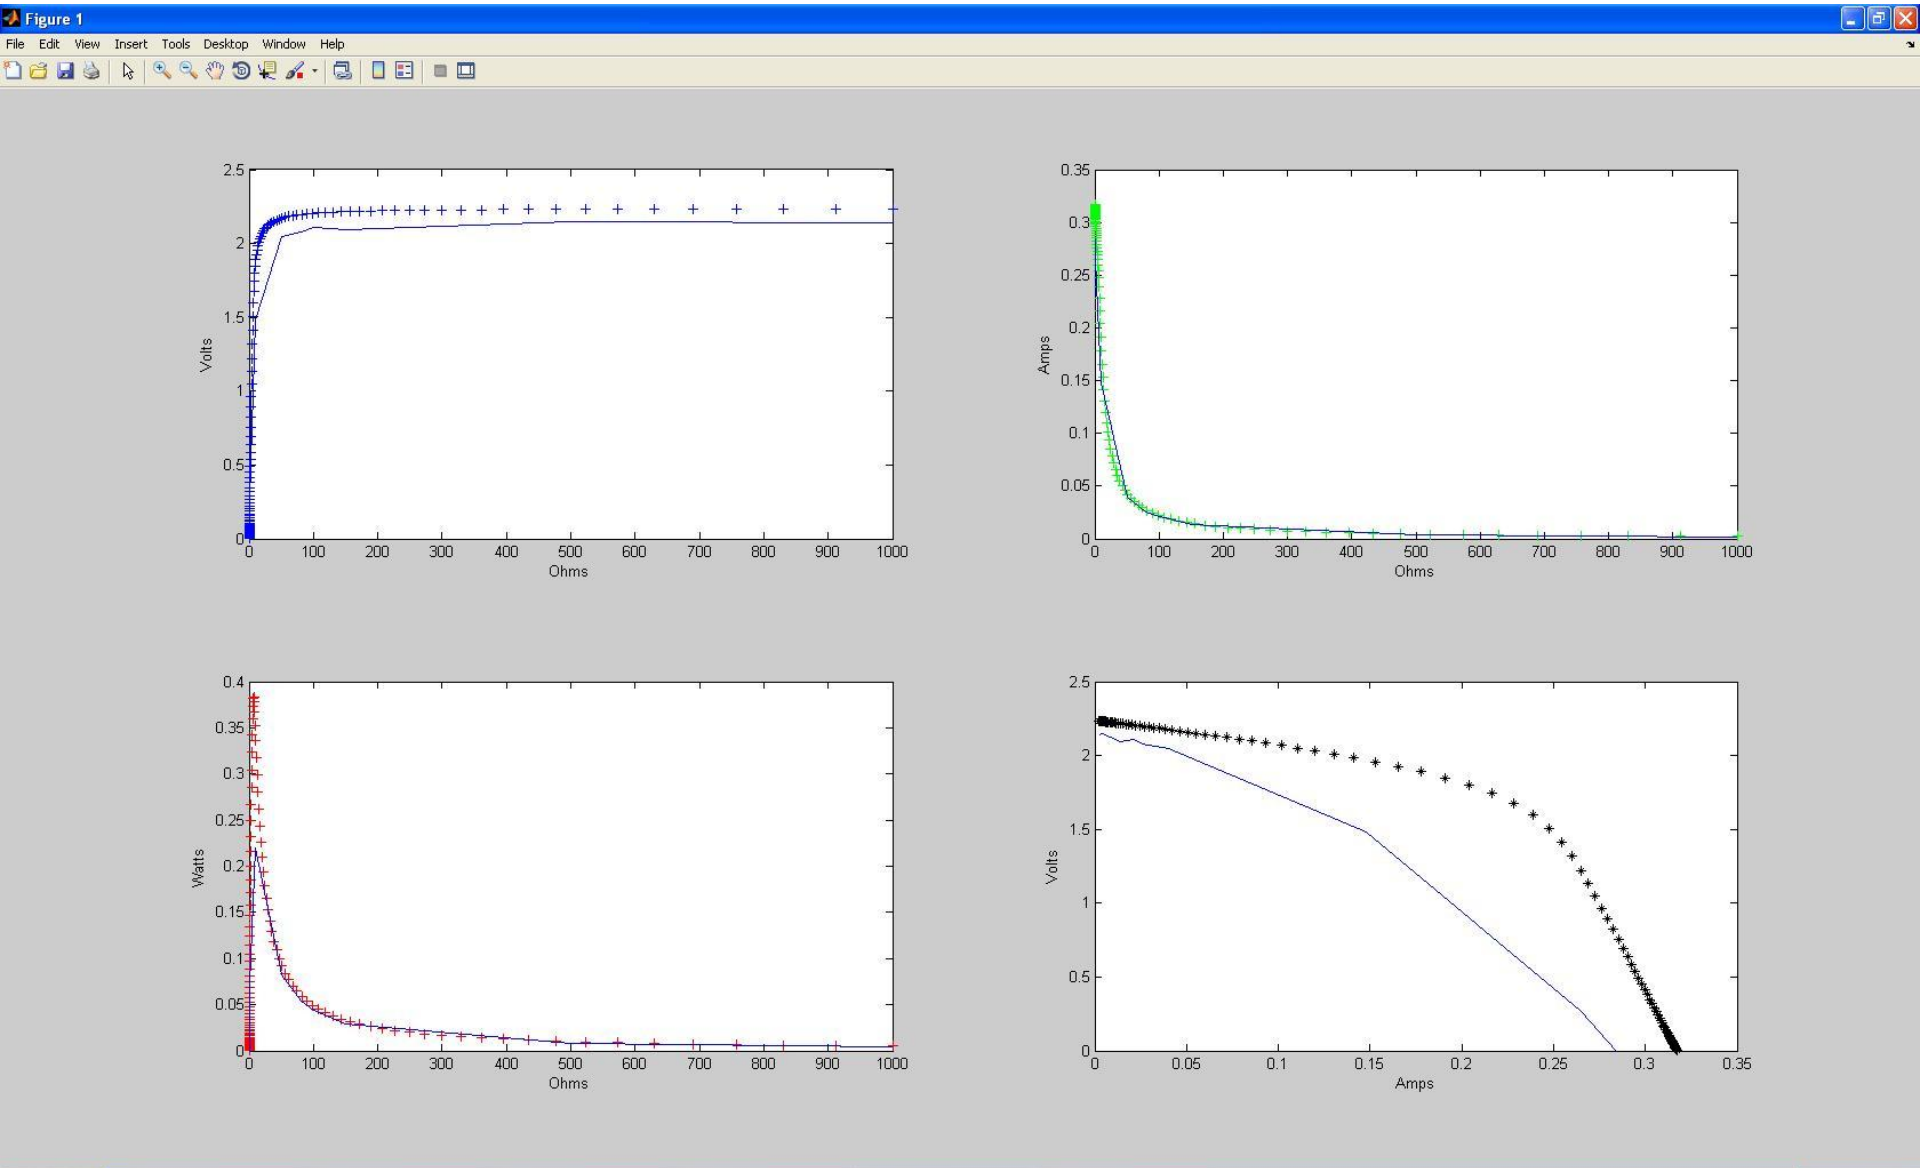 Figure 1
File Edit View Insert Tools Desktop Window Help
2.5
2
1.5
1
0.5
0
Volts
0 100 200 300 400 500 600 700 800 900 1000
Ohms
0.35
0.3
0.25
0.2
0.15
0.1
0.05
0
Amps
0 100 200 300 400 500 600 700 800 900 1000
Ohms
0.4
0.35
0.3
0.25
0.2
0.15
0.1
0.05
0
Watts
0 100 200 300 400 500 600 700 800 900 1000
Ohms
2.5
2
1.5
1
0.5
0
Volts
0 0.05 0.1 0.15 0.2 0.25 0.3 0.35
Amps